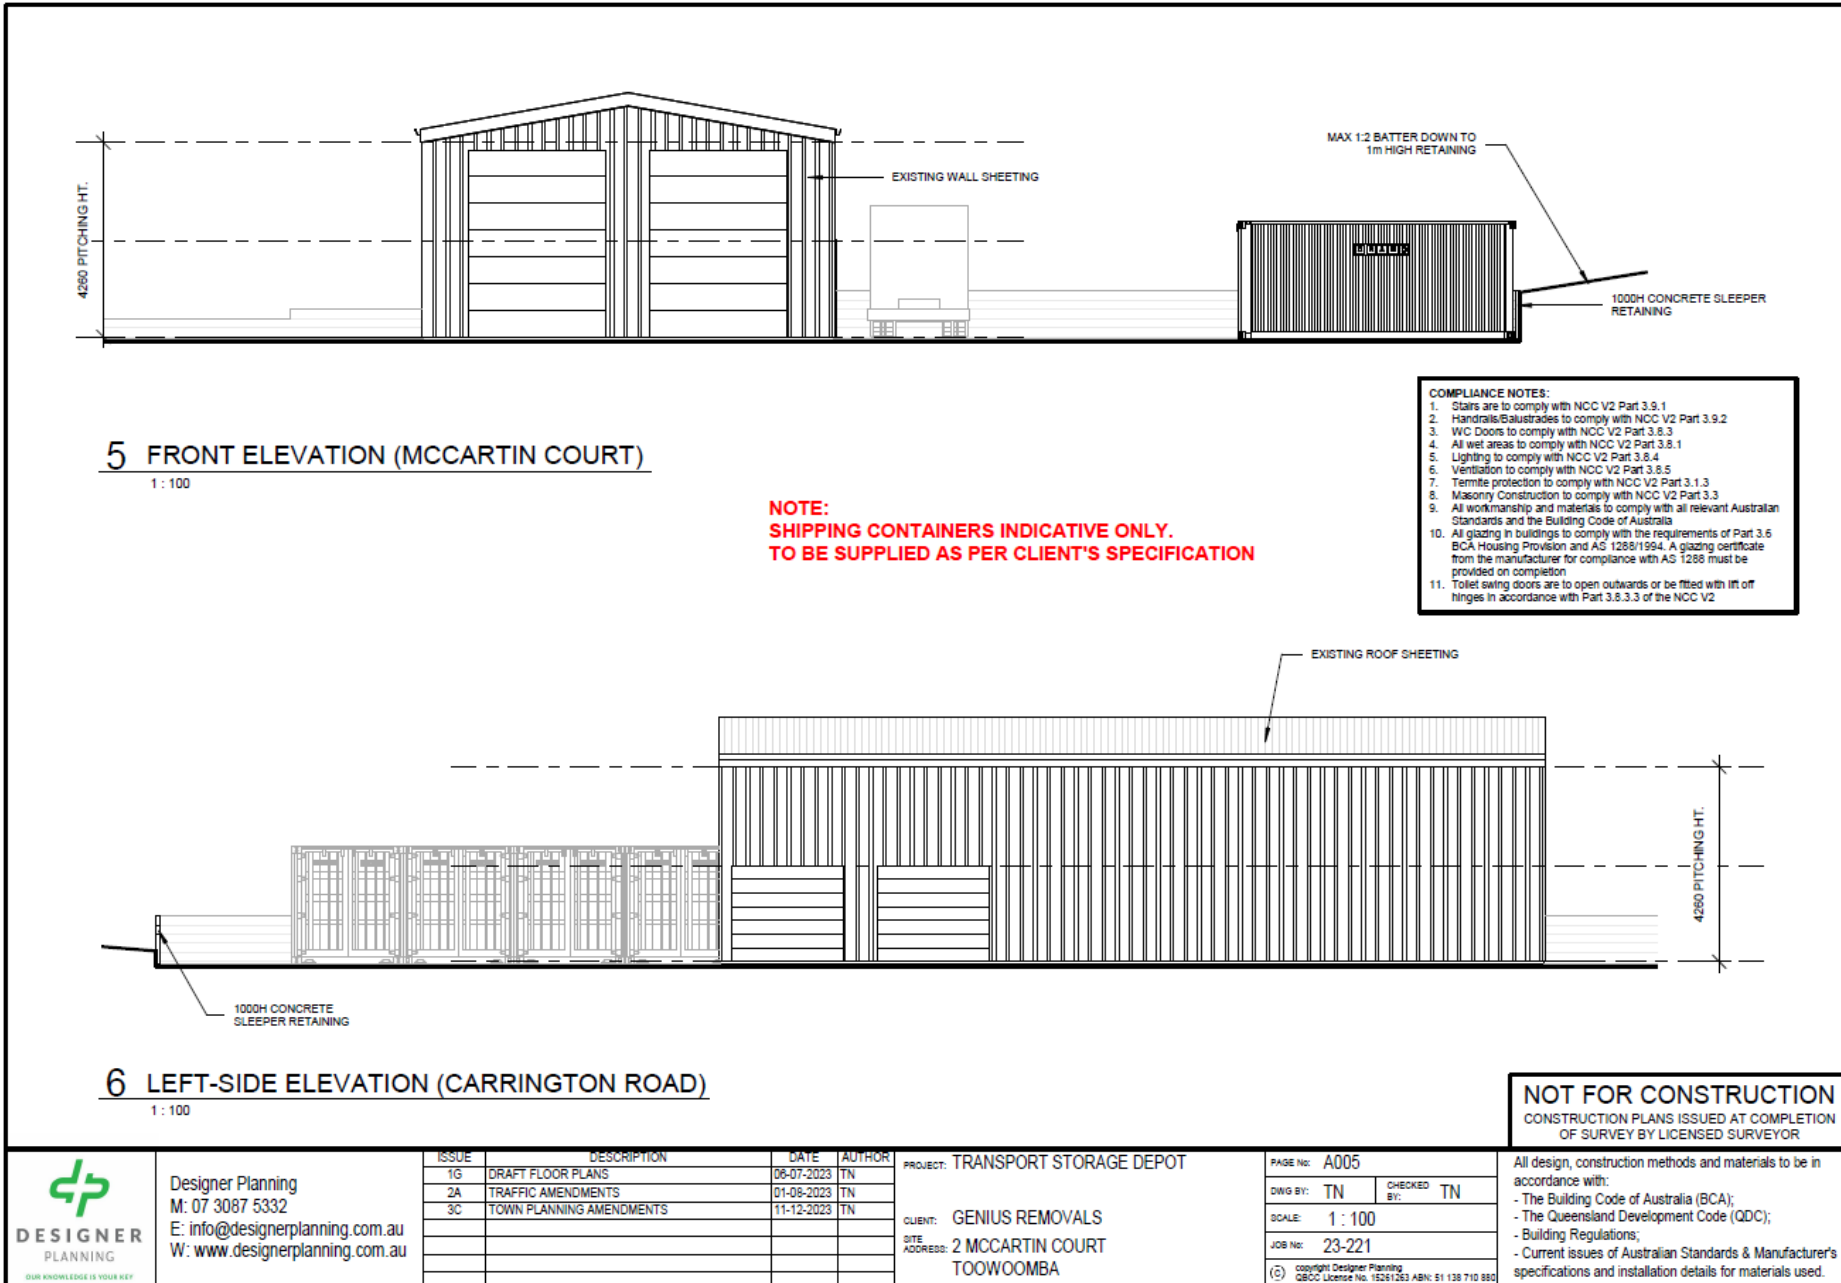 4260 PITCHING HT.
EXISTING WALL SHEETING
MAX 1:2 BATTER DOWN TO
1m HIGH RETAINING
1000H CONCRETE SLEEPER
RETAINING
5 FRONT ELEVATION (MCCARTIN COURT)
1 : 100
NOTE:
SHIPPING CONTAINERS INDICATIVE ONLY.
TO BE SUPPLIED AS PER CLIENT'S SPECIFICATION
COMPLIANCE NOTES:
1. Stairs are to comply with NCC V2 Part 3.9.1
2. Handrails/Balustrades to comply with NCC V2 Part 3.9.2
3. WC Doors to comply with NCC V2 Part 3.8.3
4. All wet areas to comply with NCC V2 Part 3.8.1
5. Lighting to comply with NCC V2 Part 3.8.4
6. Ventilation to comply with NCC V2 Part 3.8.5
7. Termite protection to comply with NCC V2 Part 3.1.3
8. Masonry Construction to comply with NCC V2 Part 3.3
9. All workmanship and materials to comply with all relevant Australian
Standards and the Building Code of Australia
10. All glazing in buildings to comply with the requirements of Part 3.6
BCA Housing Provision and AS 1288/1994. A glazing certificate
from the manufacturer for compliance with AS 1288 must be
provided on completion
11. Toilet swing doors are to open outwards or be fitted with lift off
hinges in accordance with Part 3.8.3.3 of the NCC V2
EXISTING ROOF SHEETING
4260 PITCHING HT.
1000H CONCRETE
SLEEPER RETAINING
6 LEFT-SIDE ELEVATION (CARRINGTON ROAD)
1 : 100
NOT FOR CONSTRUCTION
CONSTRUCTION PLANS ISSUED AT COMPLETION
OF SURVEY BY LICENSED SURVEYOR
DESIGNER
PLANNING
OUR KNOWLEDGE IS YOUR KEY
Designer Planning
M: 07 3087 5332
E: info@designerplanning.com.au
W: www.designerplanning.com.au
ISSUE DESCRIPTION DATE AUTHOR
1G DRAFT FLOOR PLANS 06-07-2023 TN
2A TRAFFIC AMENDMENTS 01-08-2023 TN
3C TOWN PLANNING AMENDMENTS 11-12-2023 TN
PROJECT: TRANSPORT STORAGE DEPOT
CLIENT: GENIUS REMOVALS
SITE
ADDRESS: 2 MCCARTIN COURT
TOOWOOMBA
PAGE No: A005
DWG BY: TN CHECKED BY: TN
SCALE: 1 : 100
JOB No: 23-221
(C) copyright Designer Planning
QBCC License No. 15261263 ABN: 51 138 710 880
All design, construction methods and materials to be in
accordance with:
- The Building Code of Australia (BCA);
- The Queensland Development Code (QDC);
- Building Regulations;
- Current issues of Australian Standards & Manufacturer's
specifications and installation details for materials used.